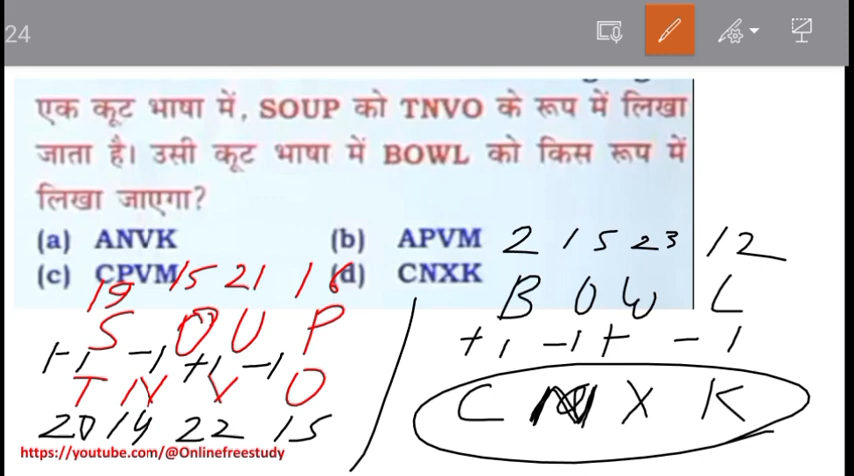 24
एक कूट भाषा में, SOUP को TNVO के रूप में लिखा
जाता है। उसी कूट भाषा में BOWL को किस रूप में
लिखा जाएगा?
(a) ANVK (b) APVM
(c) CPVM (d) CNXK
2 15 23 12
B O W L
+1 -1 + -1
C N X K
19 15 21 16
S O U P
+1 -1 +1 -1
T N V O
20 14 22 15
https://youtube.com/@Onlinefreestudy